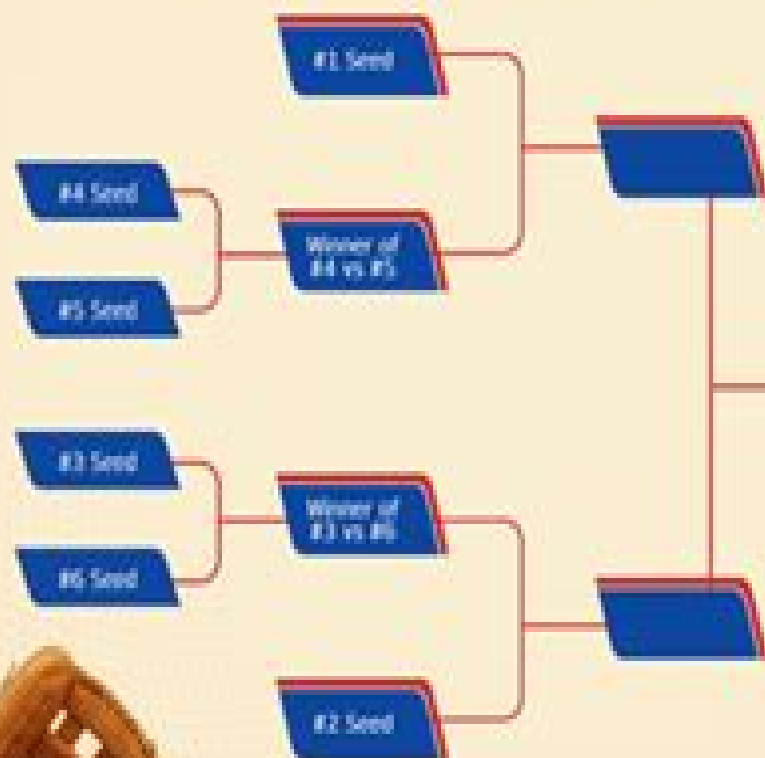 #1 Seed
#4 Seed
Winner of
#4 vs #5
#5 Seed
#3 Seed
Winner of
#3 vs #6
#6 Seed
#2 Seed